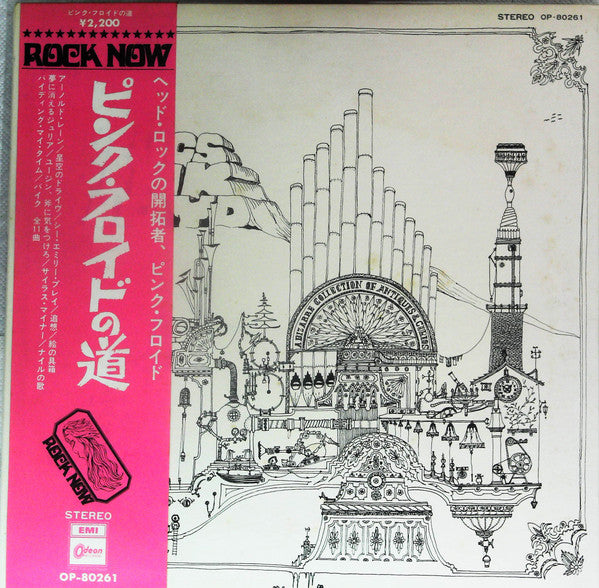 ピンク・フロイドの道
¥2,200
ROCK NOW
ヘッド・ロックの開拓者、ピンク・フロイド
ピンク・フロイドの道
アーノルド・レーン/星空のドライヴ/シー・エミリー・プレイ/追想/絵の具箱
夢に消えるジュリア/ユージン、斧に気をつけろ/サイラス・マイナー/ナイルの歌
バイディング・マイ・タイム/バイク 全11曲
ROCK NOW
STEREO
EMI
Odeon
OP-80261
STEREO OP-80261
ABHARDE COLLECTION OF ANTIQUIS & CURIOS